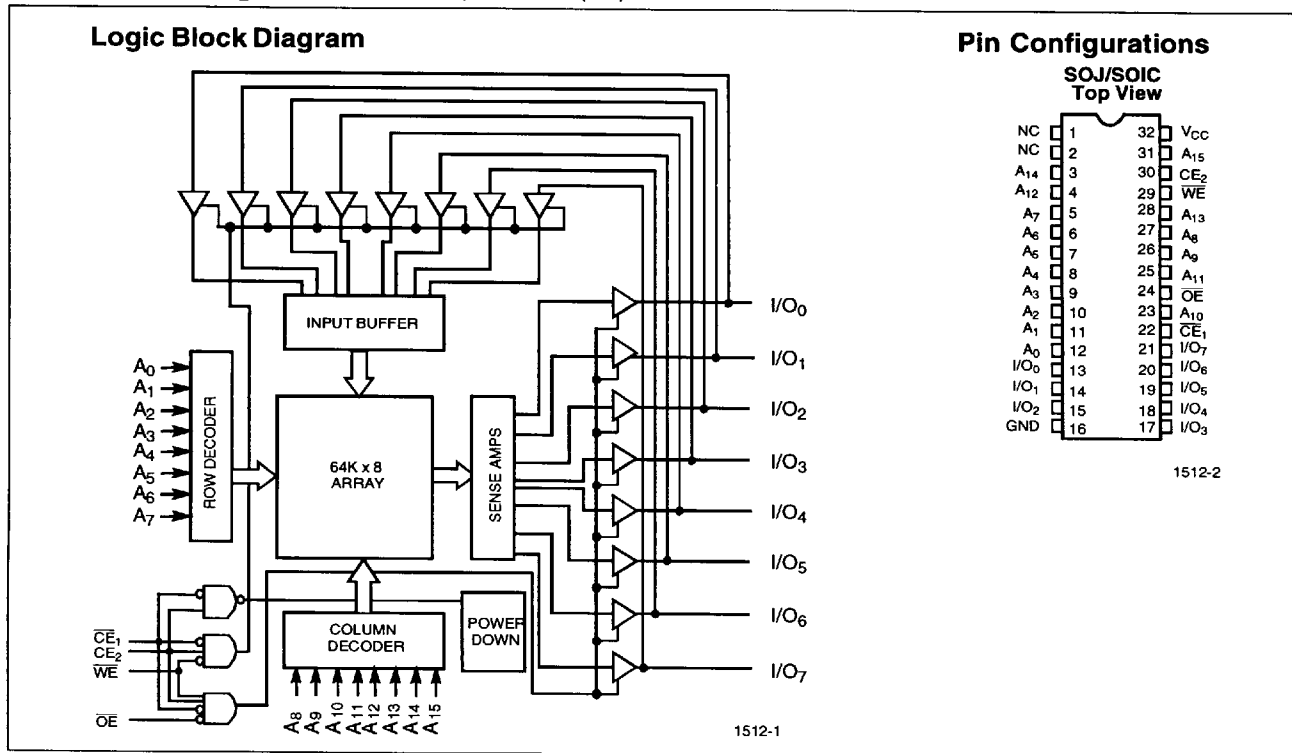 Logic Block Diagram
INPUT BUFFER
A0
A1
A2
A3
A4
A5
A6
A7
ROW DECODER
64K x 8
ARRAY
SENSE AMPS
I/O0
I/O1
I/O2
I/O3
I/O4
I/O5
I/O6
I/O7
CE1
CE2
WE
OE
COLUMN
DECODER
POWER
DOWN
A8
A9
A10
A11
A12
A13
A14
A15
1512-1
Pin Configurations
SOJ/SOIC
Top View
NC 1 32 VCC
NC 2 31 A15
A14 3 30 CE2
A12 4 29 WE
A7 5 28 A13
A6 6 27 A8
A5 7 26 A9
A4 8 25 A11
A3 9 24 OE
A2 10 23 A10
A1 11 22 CE1
A0 12 21 I/O7
I/O0 13 20 I/O6
I/O1 14 19 I/O5
I/O2 15 18 I/O4
GND 16 17 I/O3
1512-2